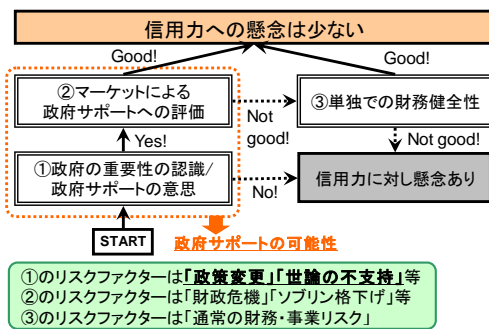 信用力への懸念は少ない
Good!
Good!
②マーケットによる
政府サポートへの評価
Not
good!
③単独での財務健全性
Yes!
Not good!
①政府の重要性の認識/
政府サポートの意思
No!
信用力に対し懸念あり
START
政府サポートの可能性
①のリスクファクターは「政策変更」「世論の不支持」等
②のリスクファクターは「財政危機」「ソブリン格下げ」等
③のリスクファクターは「通常の財務・事業リスク」